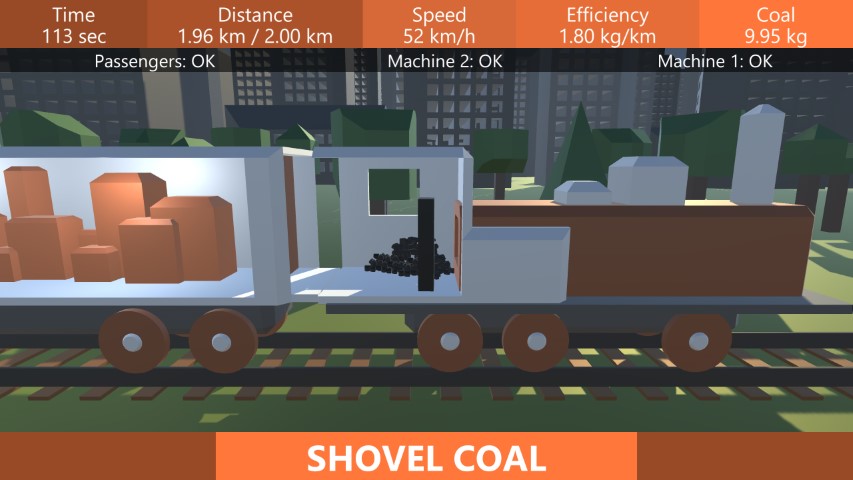 Time Distance Speed Efficiency Coal
113 sec 1.96 km / 2.00 km 52 km/h 1.80 kg/km 9.95 kg
Passengers: OK Machine 2: OK Machine 1: OK
SHOVEL COAL